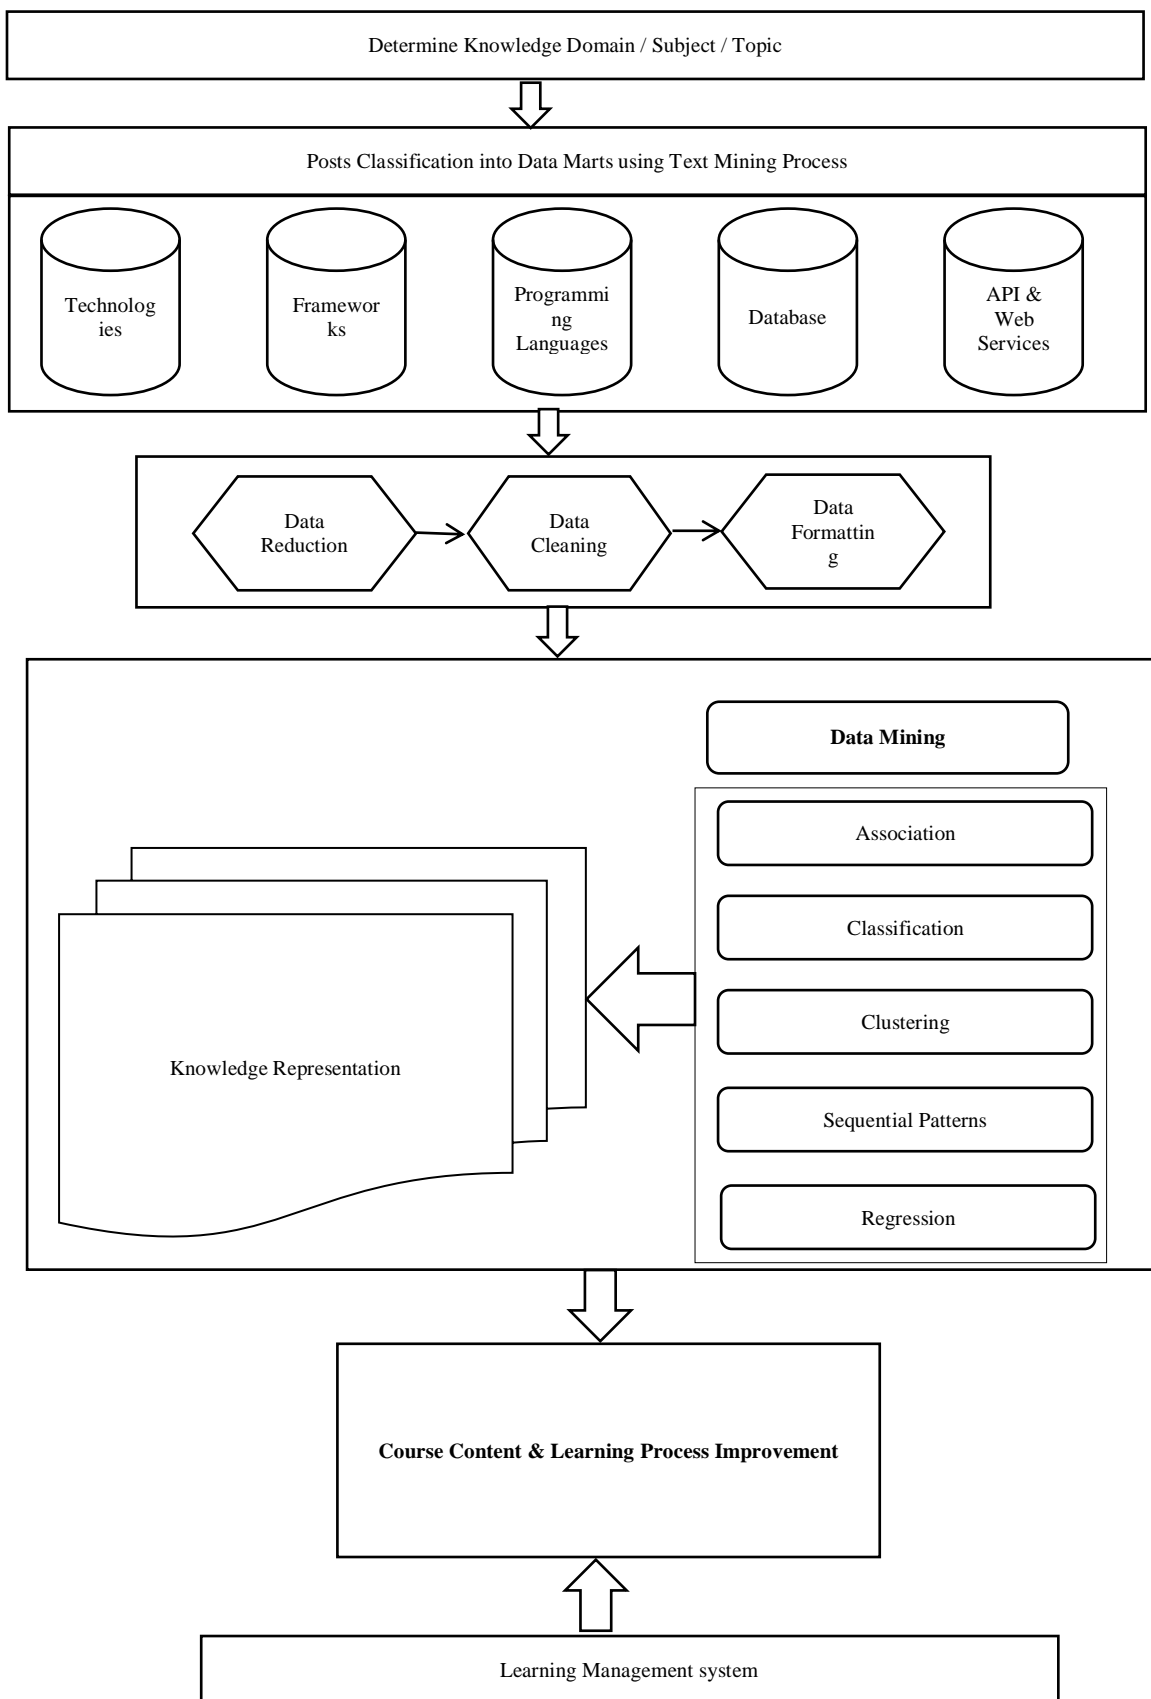 Determine Knowledge Domain / Subject / Topic
Posts Classification into Data Marts using Text Mining Process
Technolog
ies
Framewor
ks
Programmi
ng
Languages
Database
API &
Web
Services
Data
Reduction
Data
Cleaning
Data
Formattin
g
Data Mining
Association
Classification
Clustering
Sequential Patterns
Regression
Knowledge Representation
Course Content & Learning Process Improvement
Learning Management system